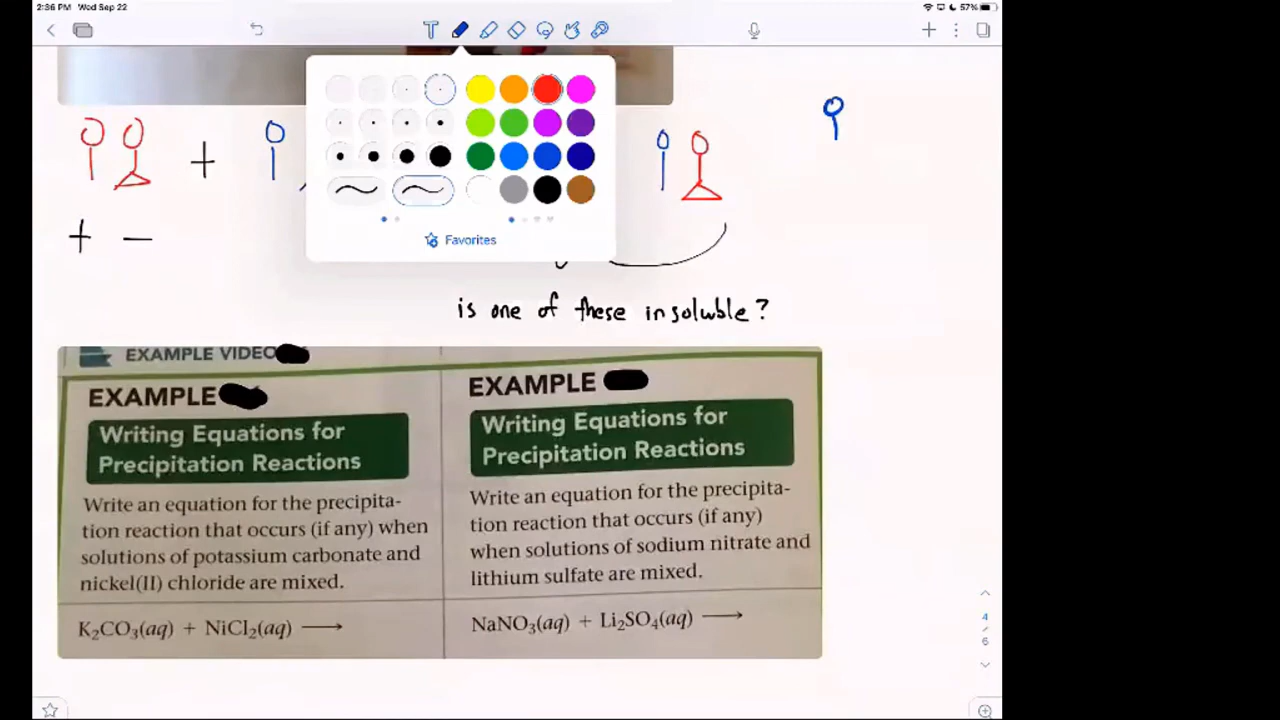 2:36 PM Wed Sep 22
57%
T
+
+ −
Favorites
is one of these insoluble?
EXAMPLE VIDEO
EXAMPLE
Writing Equations for
Precipitation Reactions
Write an equation for the precipita-
tion reaction that occurs (if any) when
solutions of potassium carbonate and
nickel(II) chloride are mixed.
K₂CO₃(aq) + NiCl₂(aq) ⟶
EXAMPLE
Writing Equations for
Precipitation Reactions
Write an equation for the precipita-
tion reaction that occurs (if any)
when solutions of sodium nitrate and
lithium sulfate are mixed.
NaNO₃(aq) + Li₂SO₄(aq) ⟶
4
/
6